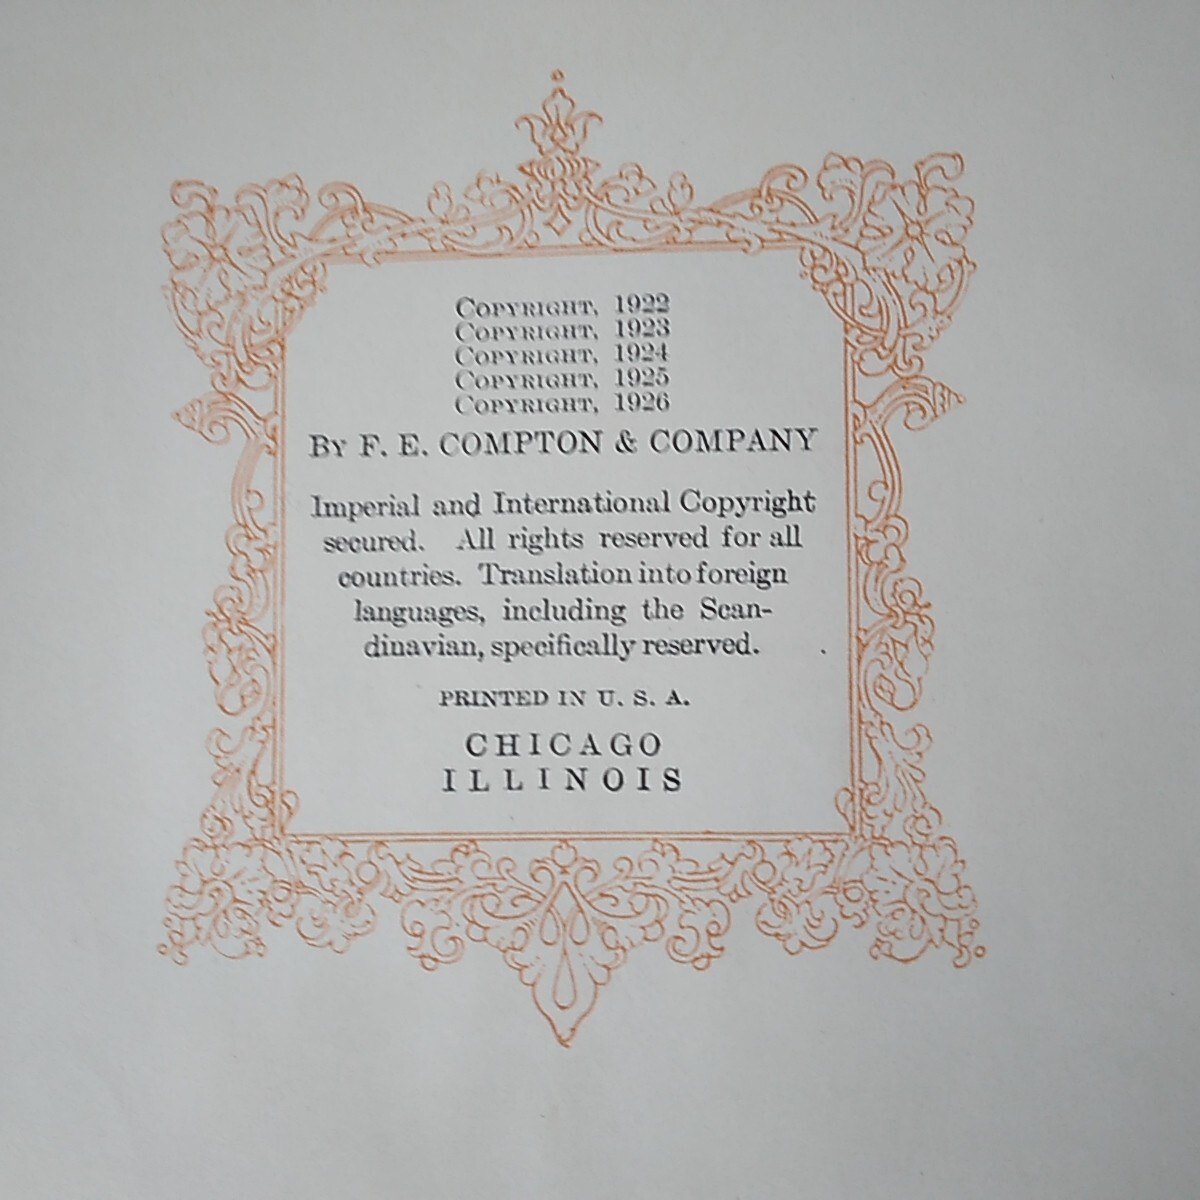 Copyright, 1922
Copyright, 1923
Copyright, 1924
Copyright, 1925
Copyright, 1926
By F. E. COMPTON & COMPANY
Imperial and International Copyright
secured. All rights reserved for all
countries. Translation into foreign
languages, including the Scan-
dinavian, specifically reserved.
PRINTED IN U. S. A.
CHICAGO
ILLINOIS